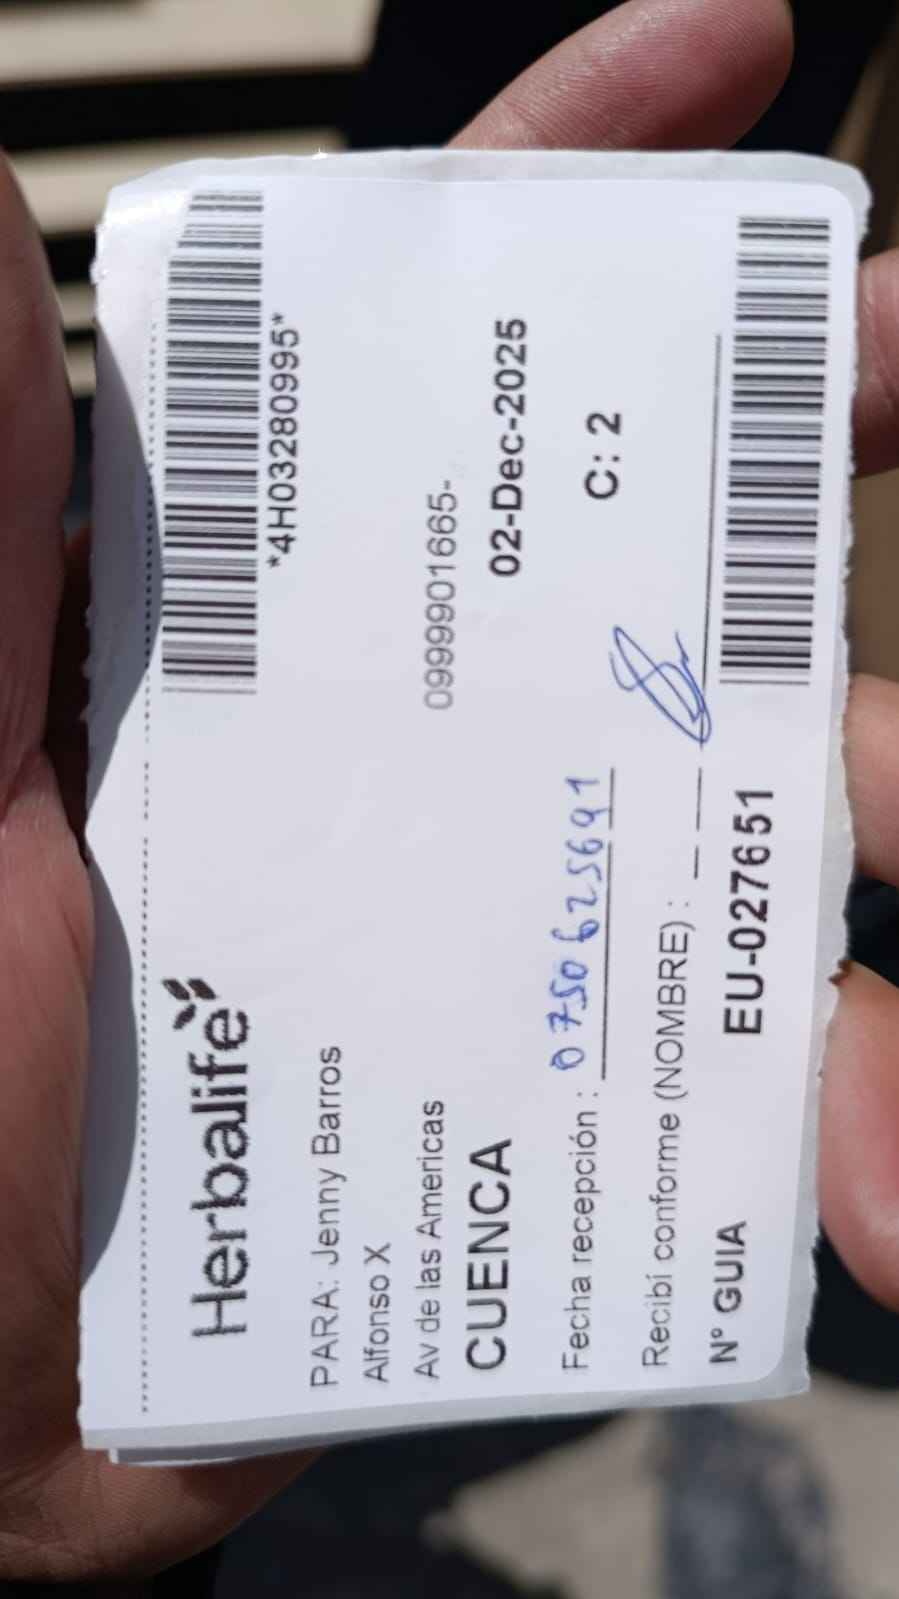 *4H03280995*
Herbalife
PARA: Jenny Barros
Alfonso X
Av de las Americas
0999901665-
CUENCA
02-Dec-2025
Fecha recepción : 0750625691
C: 2
Recibí conforme (NOMBRE) :
Nº GUIA EU-027651